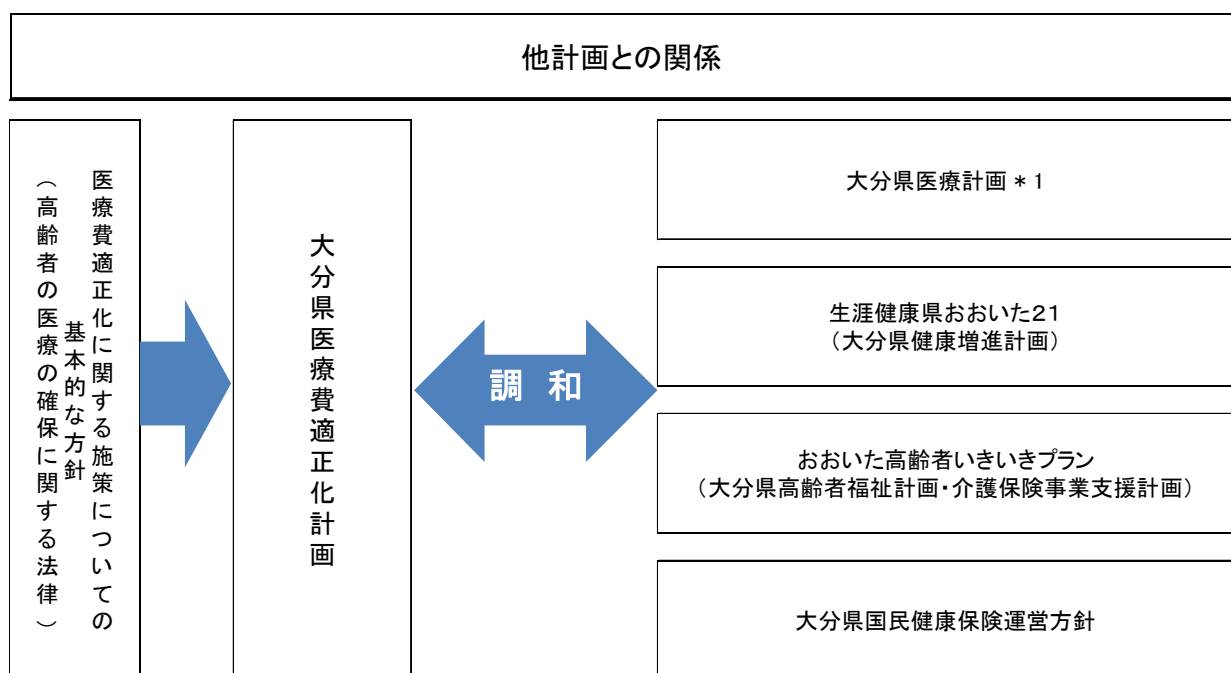 他計画との関係
医療費適正化に関する施策についての
基本的な方針
（高齢者の医療の確保に関する法律）
大分県医療費適正化計画
調 和
大分県医療計画＊1
生涯健康県おおいた21
（大分県健康増進計画）
おおいた高齢者いきいきプラン
（大分県高齢者福祉計画・介護保険事業支援計画）
大分県国民健康保険運営方針